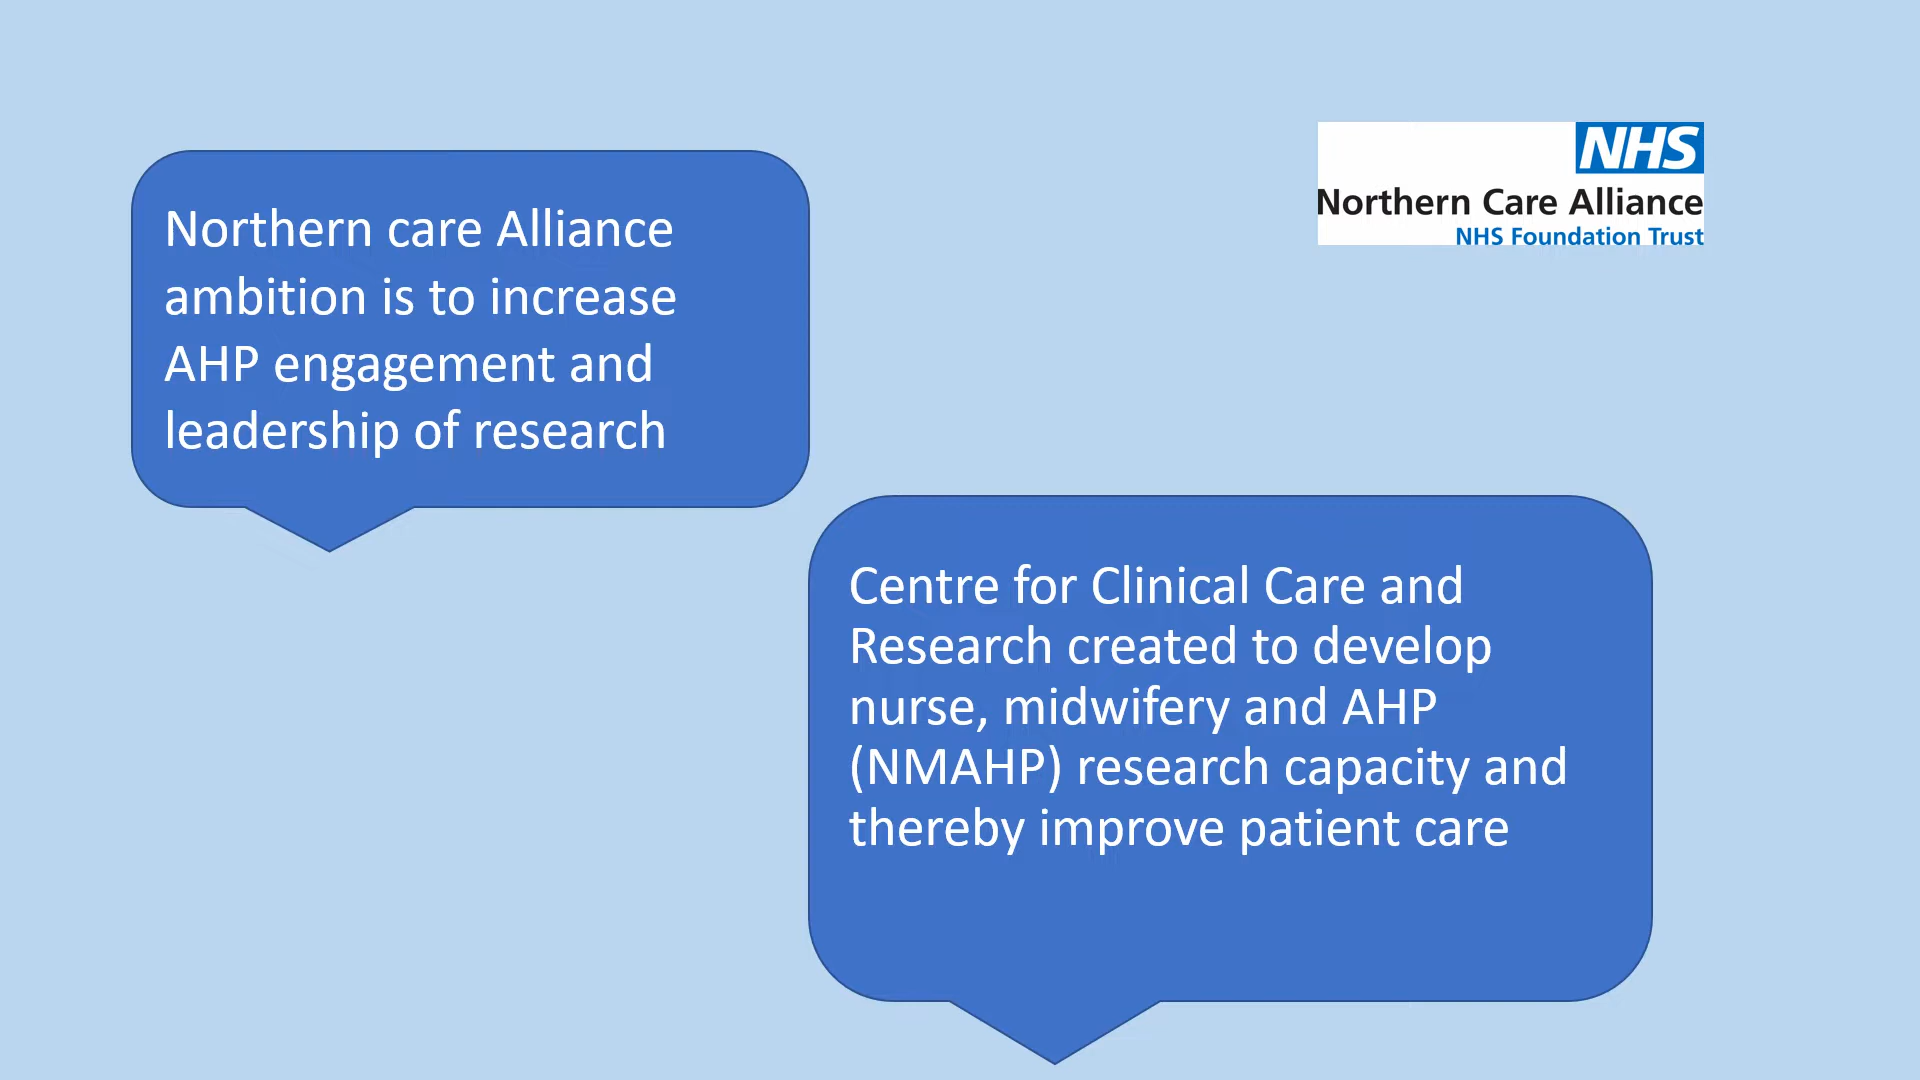 NHS
Northern Care Alliance
NHS Foundation Trust
Northern care Alliance
ambition is to increase
AHP engagement and
leadership of research
Centre for Clinical Care and
Research created to develop
nurse, midwifery and AHP
(NMAHP) research capacity and
thereby improve patient care